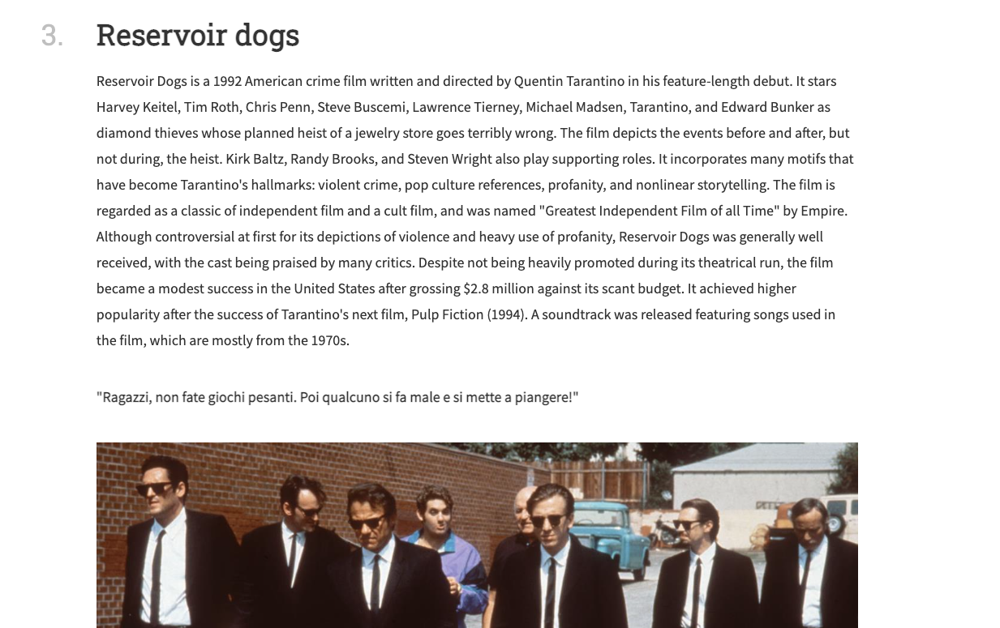 3. Reservoir dogs
Reservoir Dogs is a 1992 American crime film written and directed by Quentin Tarantino in his feature-length debut. It stars
Harvey Keitel, Tim Roth, Chris Penn, Steve Buscemi, Lawrence Tierney, Michael Madsen, Tarantino, and Edward Bunker as
diamond thieves whose planned heist of a jewelry store goes terribly wrong. The film depicts the events before and after, but
not during, the heist. Kirk Baltz, Randy Brooks, and Steven Wright also play supporting roles. It incorporates many motifs that
have become Tarantino's hallmarks: violent crime, pop culture references, profanity, and nonlinear storytelling. The film is
regarded as a classic of independent film and a cult film, and was named "Greatest Independent Film of all Time" by Empire.
Although controversial at first for its depictions of violence and heavy use of profanity, Reservoir Dogs was generally well
received, with the cast being praised by many critics. Despite not being heavily promoted during its theatrical run, the film
became a modest success in the United States after grossing $2.8 million against its scant budget. It achieved higher
popularity after the success of Tarantino's next film, Pulp Fiction (1994). A soundtrack was released featuring songs used in
the film, which are mostly from the 1970s.
"Ragazzi, non fate giochi pesanti. Poi qualcuno si fa male e si mette a piangere!"